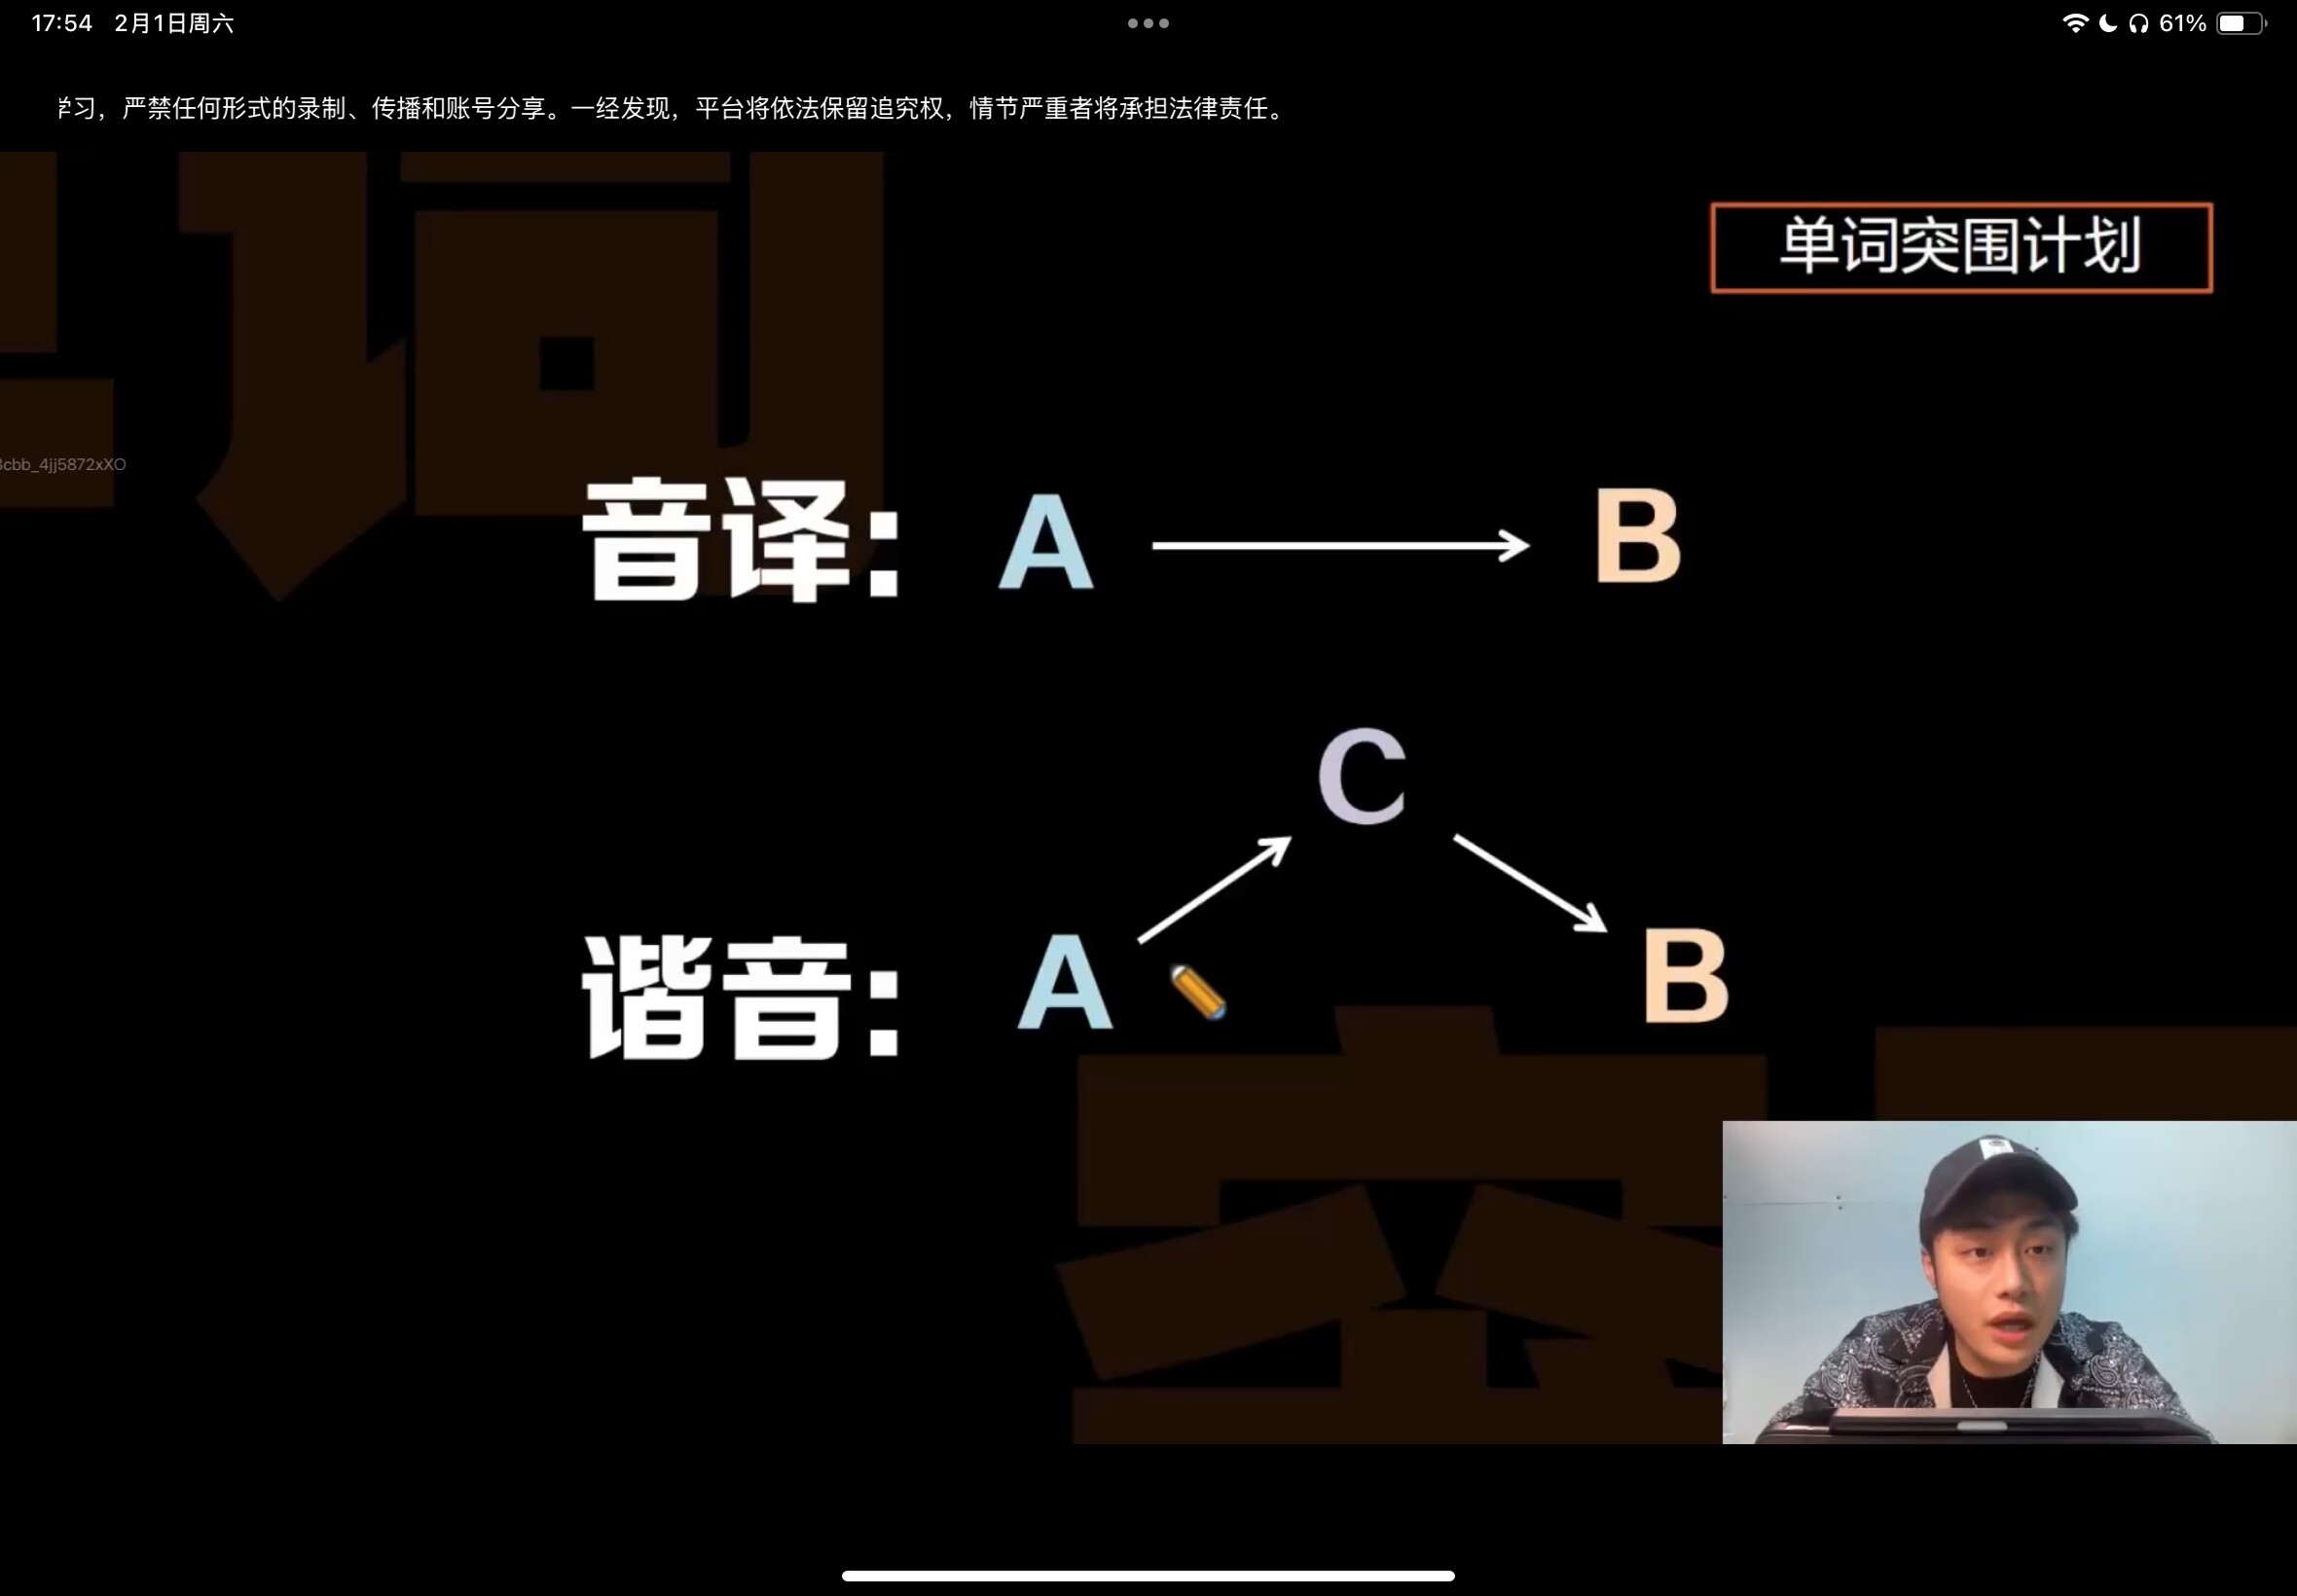 17:54 2月1日周六
61%
学习，严禁任何形式的录制、传播和账号分享。一经发现，平台将依法保留追究权，情节严重者将承担法律责任。
单词突围计划
3cbb_4jj5872xXO
音译： A B
C
谐音： A B